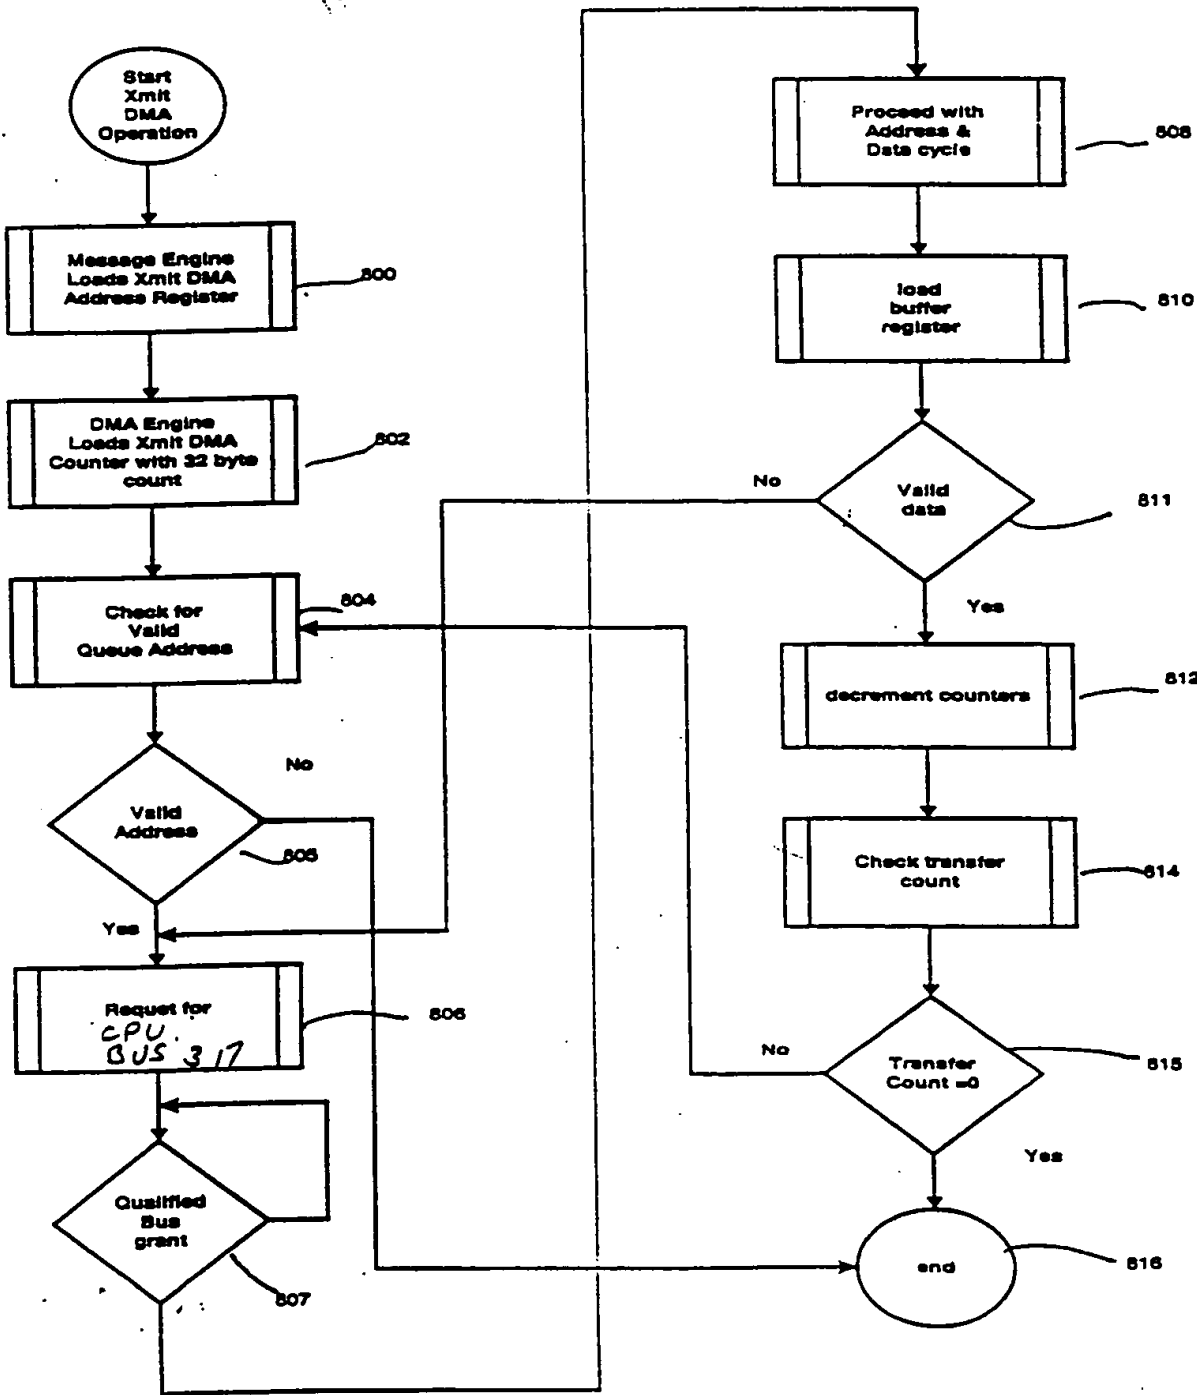 Start
Xmit
DMA
Operation
Message Engine
Loads Xmit DMA
Address Register
800
DMA Engine
Loads Xmit DMA
Counter with 32 byte
count
802
Check for
Valid
Queue Address
804
Valid
Address
No
805
Yes
Requet for
CPU
BUS 317
806
Qualified
Bus
grant
807
Proceed with
Address &
Data cycle
808
load
buffer
register
810
Valid
data
No
811
Yes
decrement counters
812
Check transfer
count
814
Transfer
Count =0
No
815
Yes
end
816